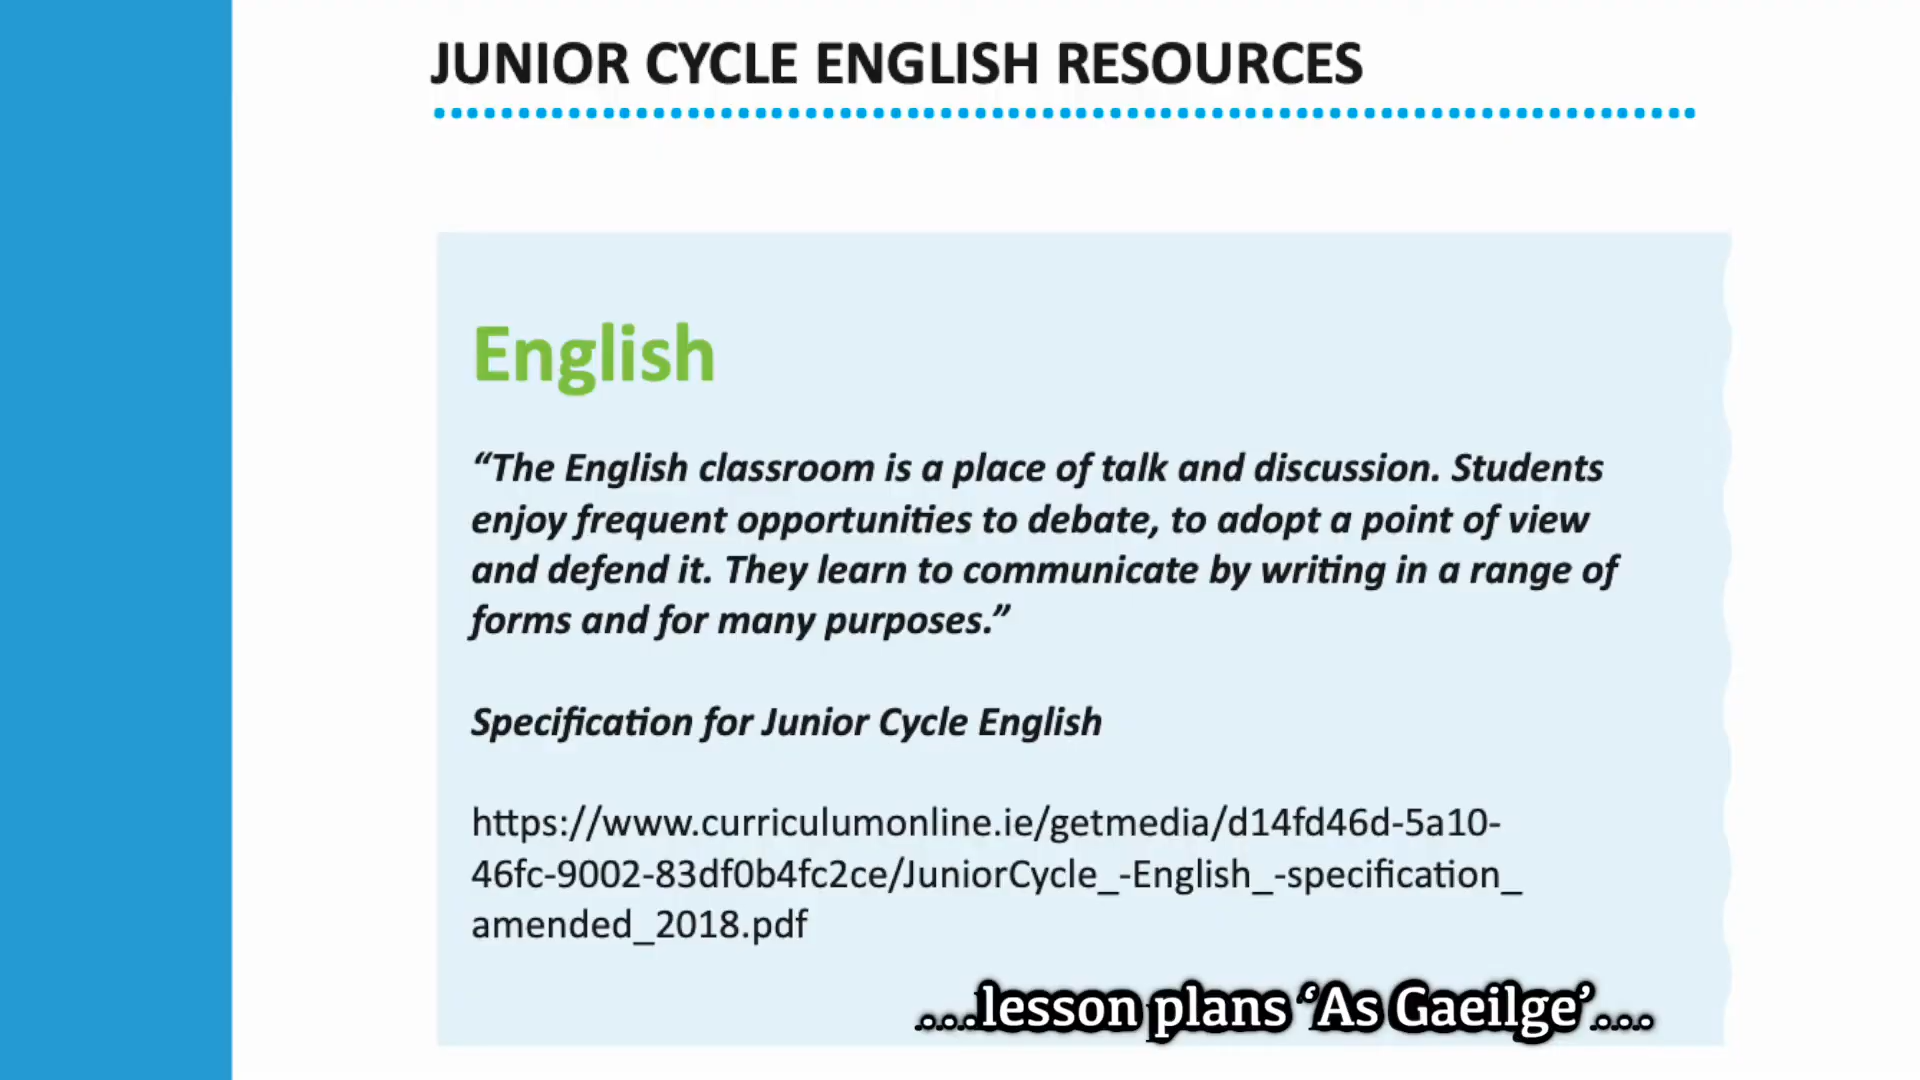 JUNIOR CYCLE ENGLISH RESOURCES
English
“The English classroom is a place of talk and discussion. Students
enjoy frequent opportunities to debate, to adopt a point of view
and defend it. They learn to communicate by writing in a range of
forms and for many purposes.”
Specification for Junior Cycle English
https://www.curriculumonline.ie/getmedia/d14fd46d-5a10-
46fc-9002-83df0b4fc2ce/JuniorCycle_-English_-specification_
amended_2018.pdf
....lesson plans ‘As Gaeilge’....